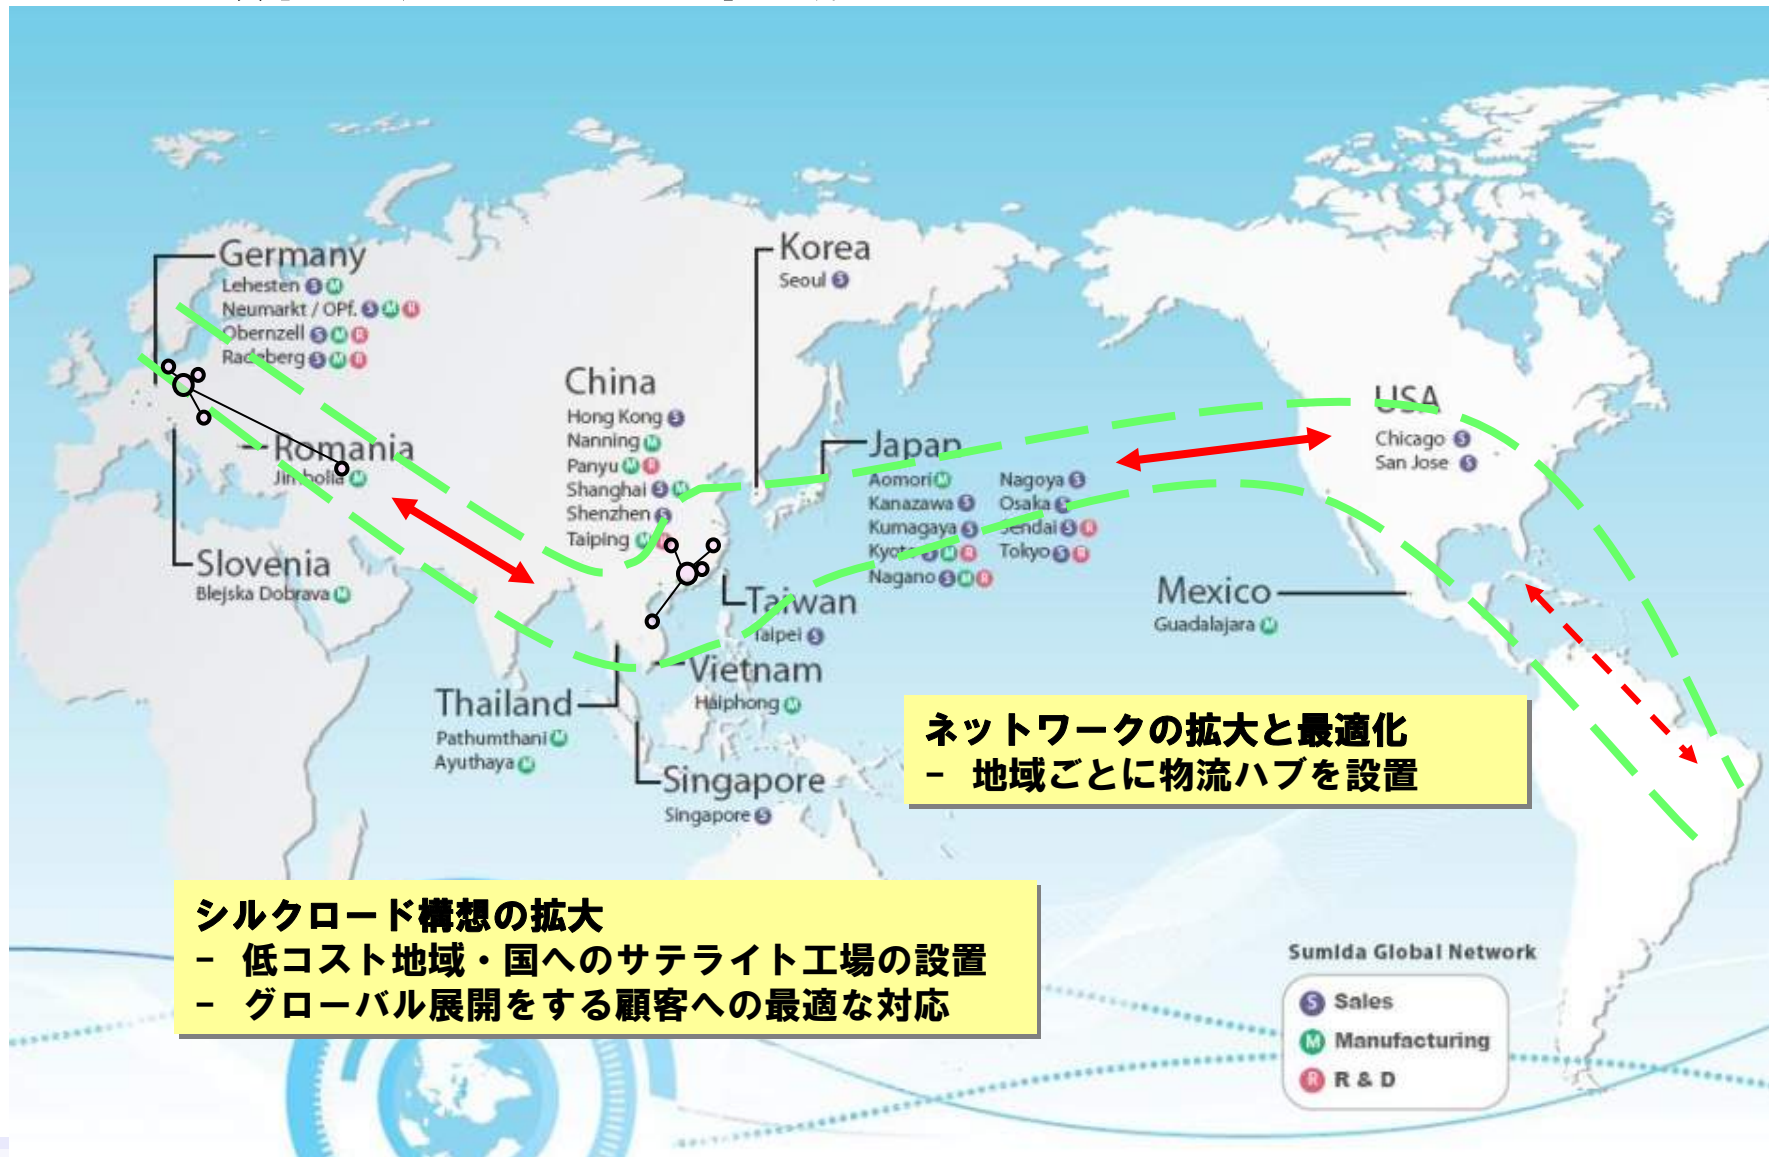 Germany
Lehesten S M
Neumarkt / OPf. S M R
Obernzell S M R
Radeberg S M R
Romania
Jimbolia M
Slovenia
Blejska Dobrava M
China
Hong Kong S
Nanning M
Panyu M R
Shanghai S M
Shenzhen S
Taiping M R
Korea
Seoul S
Japan
Aomori M
Kanazawa S
Kumagaya S
Kyoto S M R
Nagano S M R
Nagoya S
Osaka S
Sendai S R
Tokyo S R
Taiwan
Taipei S
Vietnam
Haiphong M
Thailand
Pathumthani M
Ayuthaya M
Singapore
Singapore S
USA
Chicago S
San Jose S
Mexico
Guadalajara M
ネットワークの拡大と最適化
- 地域ごとに物流ハブを設置
シルクロード構想の拡大
- 低コスト地域・国へのサテライト工場の設置
- グローバル展開をする顧客への最適な対応
Sumida Global Network
S Sales
M Manufacturing
R R & D